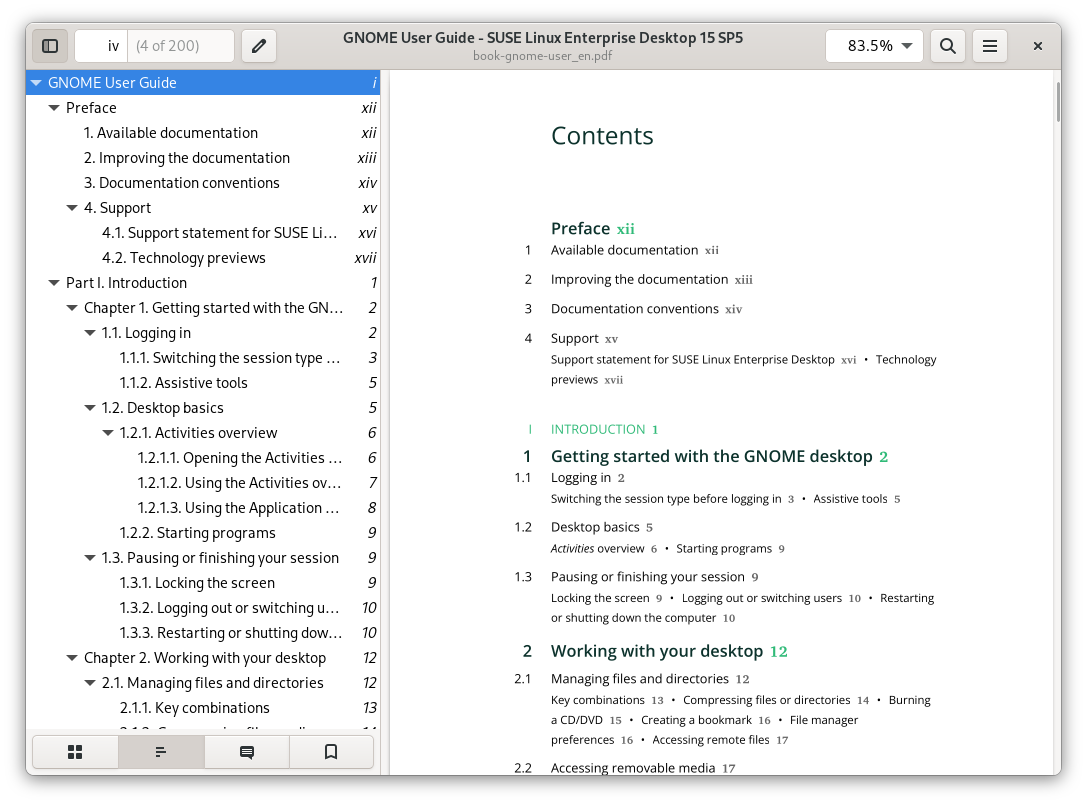 iv (4 of 200)
GNOME User Guide - SUSE Linux Enterprise Desktop 15 SP5
book-gnome-user_en.pdf
83.5%
GNOME User Guide i
Preface xii
1. Available documentation xii
2. Improving the documentation xiii
3. Documentation conventions xiv
4. Support xv
4.1. Support statement for SUSE Li... xvi
4.2. Technology previews xvii
Part I. Introduction 1
Chapter 1. Getting started with the GN... 2
1.1. Logging in 2
1.1.1. Switching the session type ... 3
1.1.2. Assistive tools 5
1.2. Desktop basics 5
1.2.1. Activities overview 6
1.2.1.1. Opening the Activities ... 6
1.2.1.2. Using the Activities ov... 7
1.2.1.3. Using the Application ... 8
1.2.2. Starting programs 9
1.3. Pausing or finishing your session 9
1.3.1. Locking the screen 9
1.3.2. Logging out or switching u... 10
1.3.3. Restarting or shutting dow... 10
Chapter 2. Working with your desktop 12
2.1. Managing files and directories 12
2.1.1. Key combinations 13
Contents
Preface xii
1 Available documentation xii
2 Improving the documentation xiii
3 Documentation conventions xiv
4 Support xv
Support statement for SUSE Linux Enterprise Desktop xvi • Technology
previews xvii
I INTRODUCTION 1
1 Getting started with the GNOME desktop 2
1.1 Logging in 2
Switching the session type before logging in 3 • Assistive tools 5
1.2 Desktop basics 5
Activities overview 6 • Starting programs 9
1.3 Pausing or finishing your session 9
Locking the screen 9 • Logging out or switching users 10 • Restarting
or shutting down the computer 10
2 Working with your desktop 12
2.1 Managing files and directories 12
Key combinations 13 • Compressing files or directories 14 • Burning
a CD/DVD 15 • Creating a bookmark 16 • File manager
preferences 16 • Accessing remote files 17
2.2 Accessing removable media 17